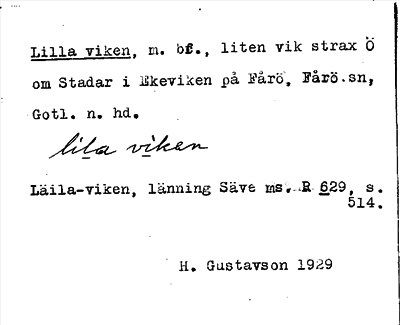 Lilla viken, m. bf., liten vik strax Ö
om Stadar i Ekeviken på Fårö, Fårö sn,
Gotl. n. hd.
lila viken
Läila-viken, länning Säve ms. R 629, s.
514.
H. Gustavson 1929